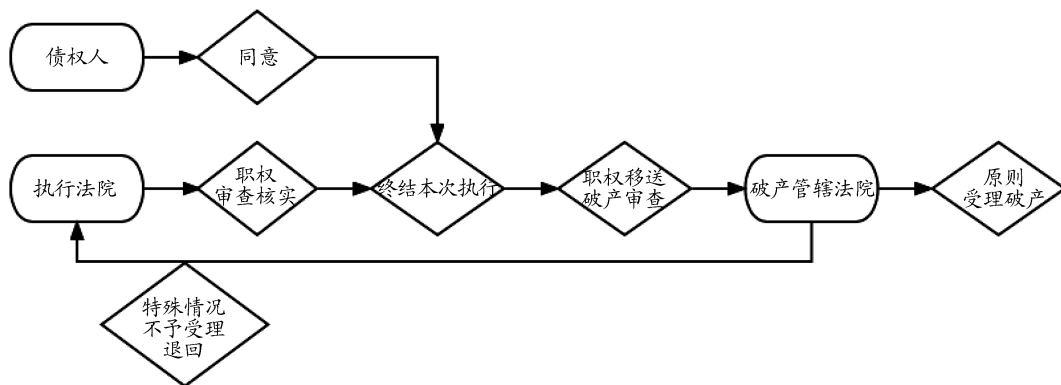 债权人
同意
执行法院
职权
审查核实
终结本次执行
职权移送
破产审查
破产管辖法院
原则
受理破产
特殊情况
不予受理
退回